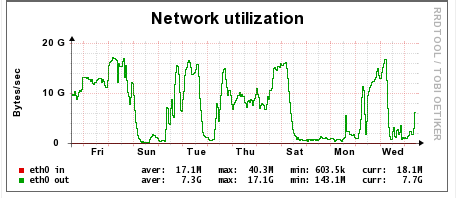 Network utilization
RRDTOOL / TOBI OETIKER
Bytes/sec
20 G
10 G
0
Fri Sun Tue Thu Sat Mon Wed
eth0 in aver: 17.1M max: 40.3M min: 603.5k curr: 18.1M
eth0 out aver: 7.3G max: 17.1G min: 143.1M curr: 7.7G